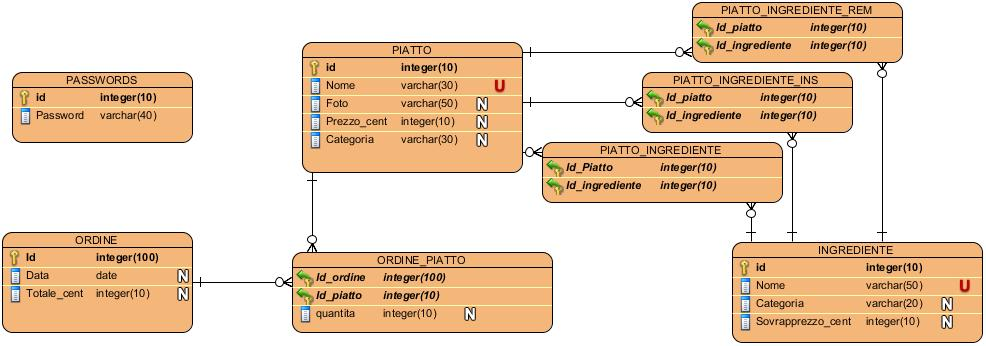 PIATTO_INGREDIENTE_REM
Id_piatto integer(10)
Id_ingrediente integer(10)
PIATTO
id integer(10)
Nome varchar(30) U
Foto varchar(50) N
Prezzo_cent integer(10) N
Categoria varchar(30) N
PASSWORDS
id integer(10)
Password varchar(40)
PIATTO_INGREDIENTE_INS
Id_piatto integer(10)
Id_ingrediente integer(10)
PIATTO_INGREDIENTE
Id_Piatto integer(10)
Id_ingrediente integer(10)
ORDINE
Id integer(100)
Data date N
Totale_cent integer(10) N
ORDINE_PIATTO
Id_ordine integer(100)
Id_piatto integer(10)
quantita integer(10) N
INGREDIENTE
id integer(10)
Nome varchar(50) U
Categoria varchar(20) N
Sovrapprezzo_cent integer(10) N